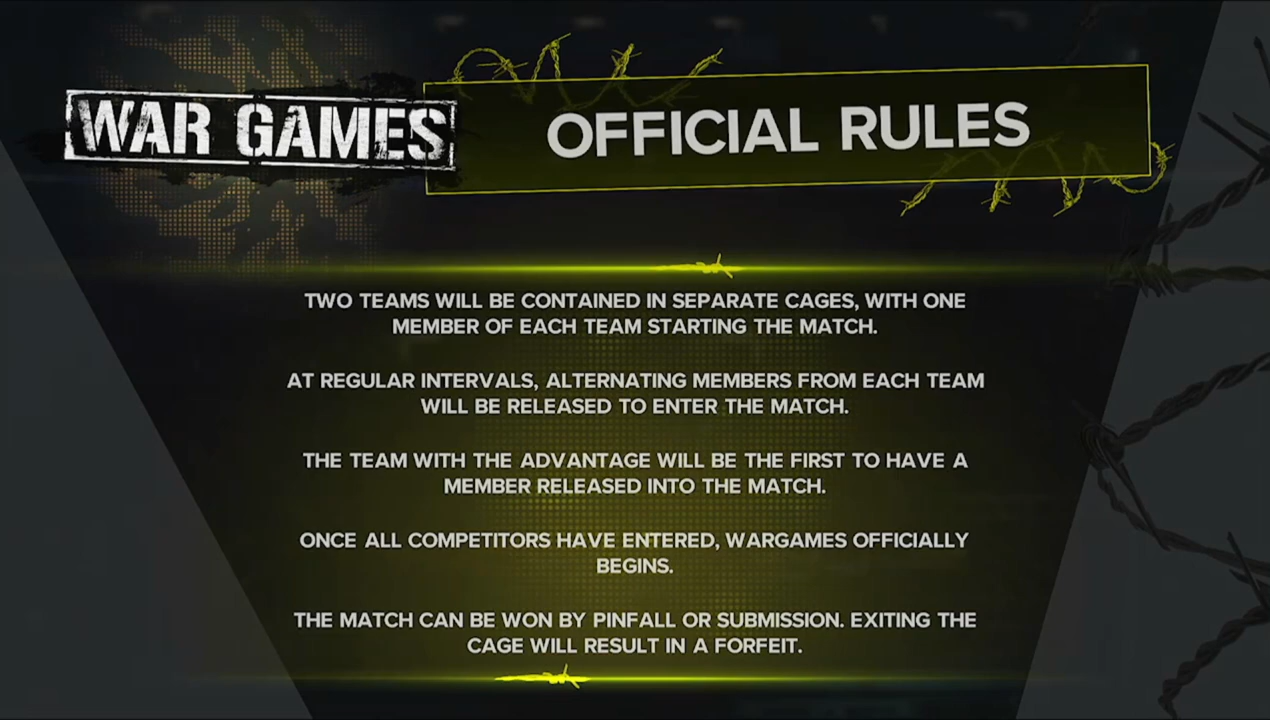 WAR GAMES
OFFICIAL RULES
TWO TEAMS WILL BE CONTAINED IN SEPARATE CAGES, WITH ONE
MEMBER OF EACH TEAM STARTING THE MATCH.
AT REGULAR INTERVALS, ALTERNATING MEMBERS FROM EACH TEAM
WILL BE RELEASED TO ENTER THE MATCH.
THE TEAM WITH THE ADVANTAGE WILL BE THE FIRST TO HAVE A
MEMBER RELEASED INTO THE MATCH.
ONCE ALL COMPETITORS HAVE ENTERED, WARGAMES OFFICIALLY
BEGINS.
THE MATCH CAN BE WON BY PINFALL OR SUBMISSION. EXITING THE
CAGE WILL RESULT IN A FORFEIT.